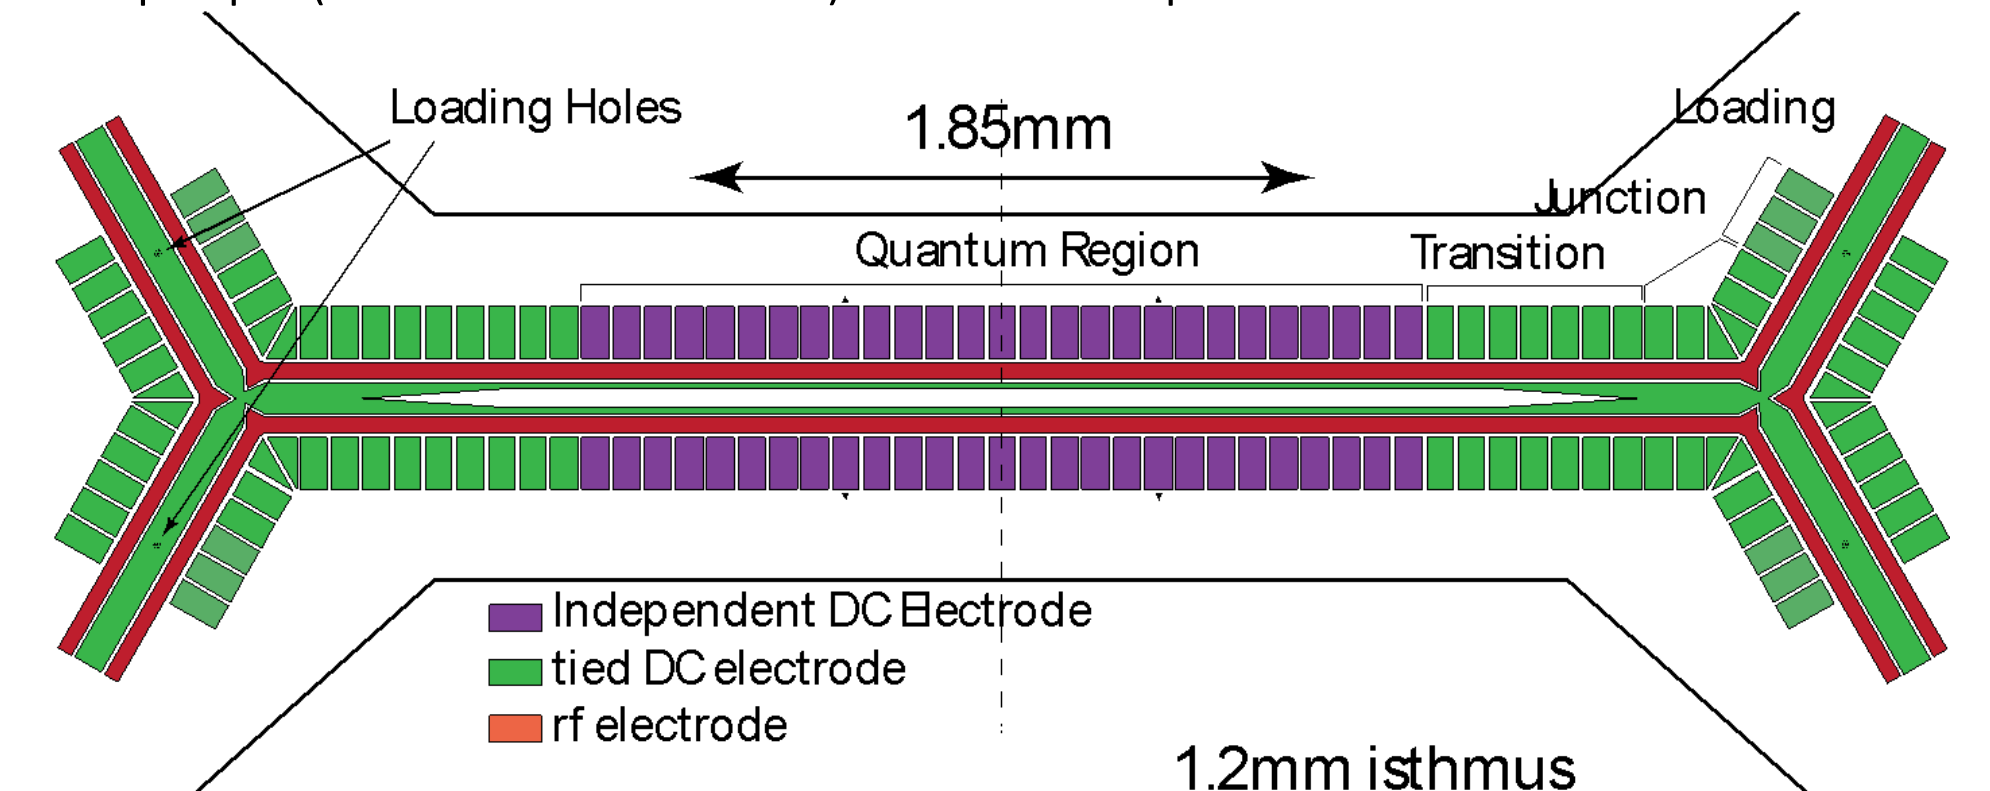 Loading Holes
1.85mm
Loading
Junction
Quantum Region
Transition
Independent DC Electrode
tied DC electrode
rf electrode
1.2mm isthmus